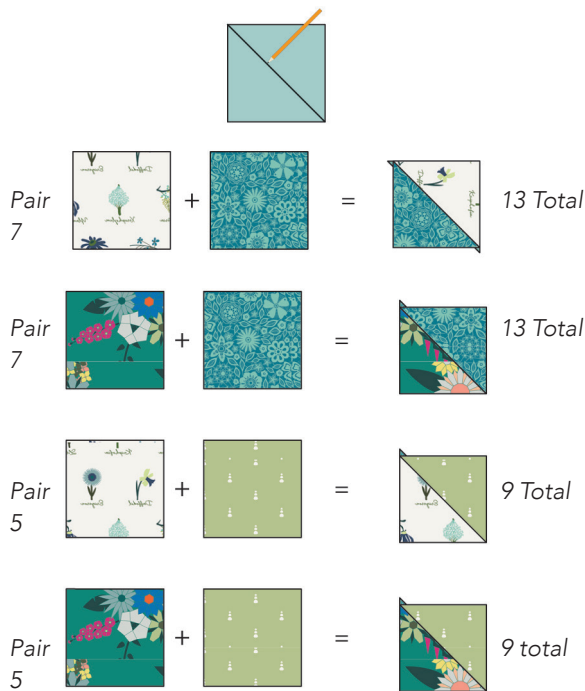 Pair
7
+
=
13 Total
Pair
7
+
=
13 Total
Pair
5
+
=
9 Total
Pair
5
+
=
9 total